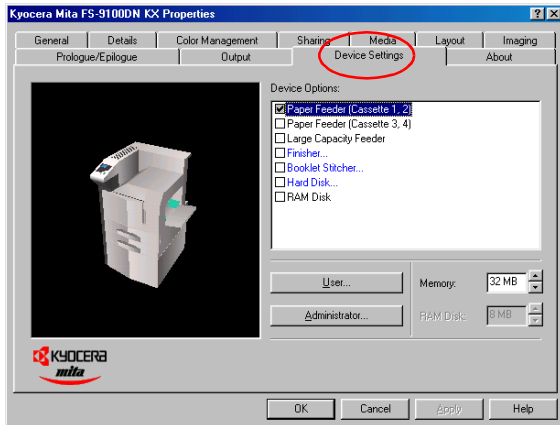 Kyocera Mita FS-9100DN KX Properties
General Details Color Management Sharing Media Layout Imaging
Prologue/Epilogue Output Device Settings About
Device Options:
Paper Feeder (Cassette 1, 2)
Paper Feeder (Cassette 3, 4)
Large Capacity Feeder
Finisher...
Booklet Stitcher...
Hard Disk...
RAM Disk
User... Memory: 32 MB
Administrator... RAM Disk: 8 MB
KYOCERA
mita
OK Cancel Apply Help